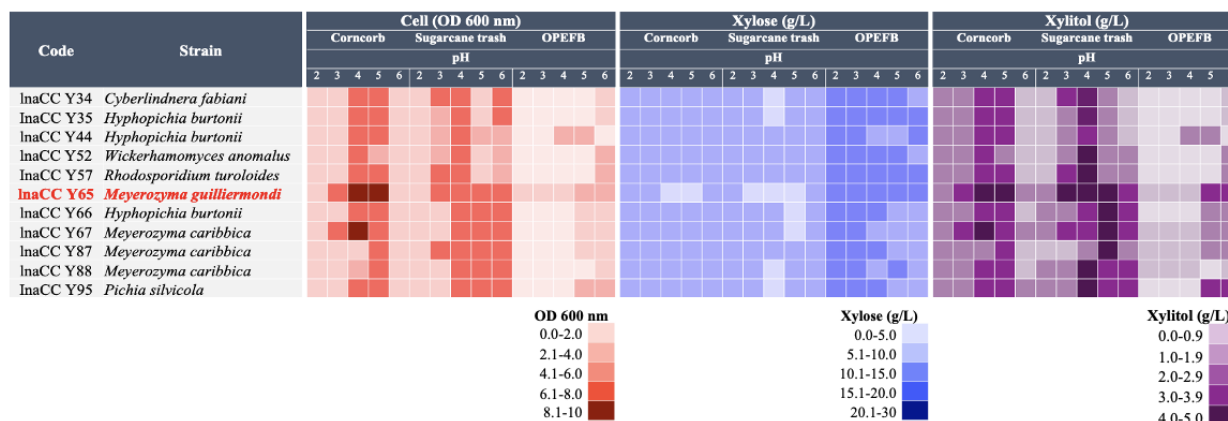 Code Strain Cell (OD 600 nm) Xylose (g/L) Xylitol (g/L)
Corncorb Sugarcane trash OPEFB Corncorb Sugarcane trash OPEFB Corncorb Sugarcane trash OPEFB
pH pH pH
2 3 4 5 6 2 3 4 5 6 2 3 4 5 6 2 3 4 5 6 2 3 4 5 6 2 3 4 5 6 2 3 4 5 6 2 3 4 5 6 2 3 4 5
InaCC Y34 Cyberlindnera fabiani
InaCC Y35 Hyphopichia burtonii
InaCC Y44 Hyphopichia burtonii
InaCC Y52 Wickerhamomyces anomalus
InaCC Y57 Rhodosporidium turoloides
InaCC Y65 Meyerozyma guilliermondi
InaCC Y66 Hyphopichia burtonii
InaCC Y67 Meyerozyma caribbica
InaCC Y87 Meyerozyma caribbica
InaCC Y88 Meyerozyma caribbica
InaCC Y95 Pichia silvicola
OD 600 nm
0.0-2.0
2.1-4.0
4.1-6.0
6.1-8.0
8.1-10
Xylose (g/L)
0.0-5.0
5.1-10.0
10.1-15.0
15.1-20.0
20.1-30
Xylitol (g/L)
0.0-0.9
1.0-1.9
2.0-2.9
3.0-3.9
4.0-5.0